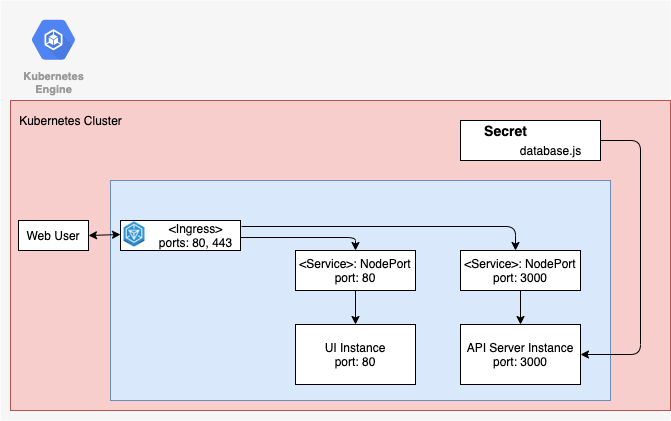 Kubernetes
Engine
Kubernetes Cluster
Secret
database.js
Web User
<Ingress>
ports: 80, 443
<Service>: NodePort
port: 80
<Service>: NodePort
port: 3000
UI Instance
port: 80
API Server Instance
port: 3000